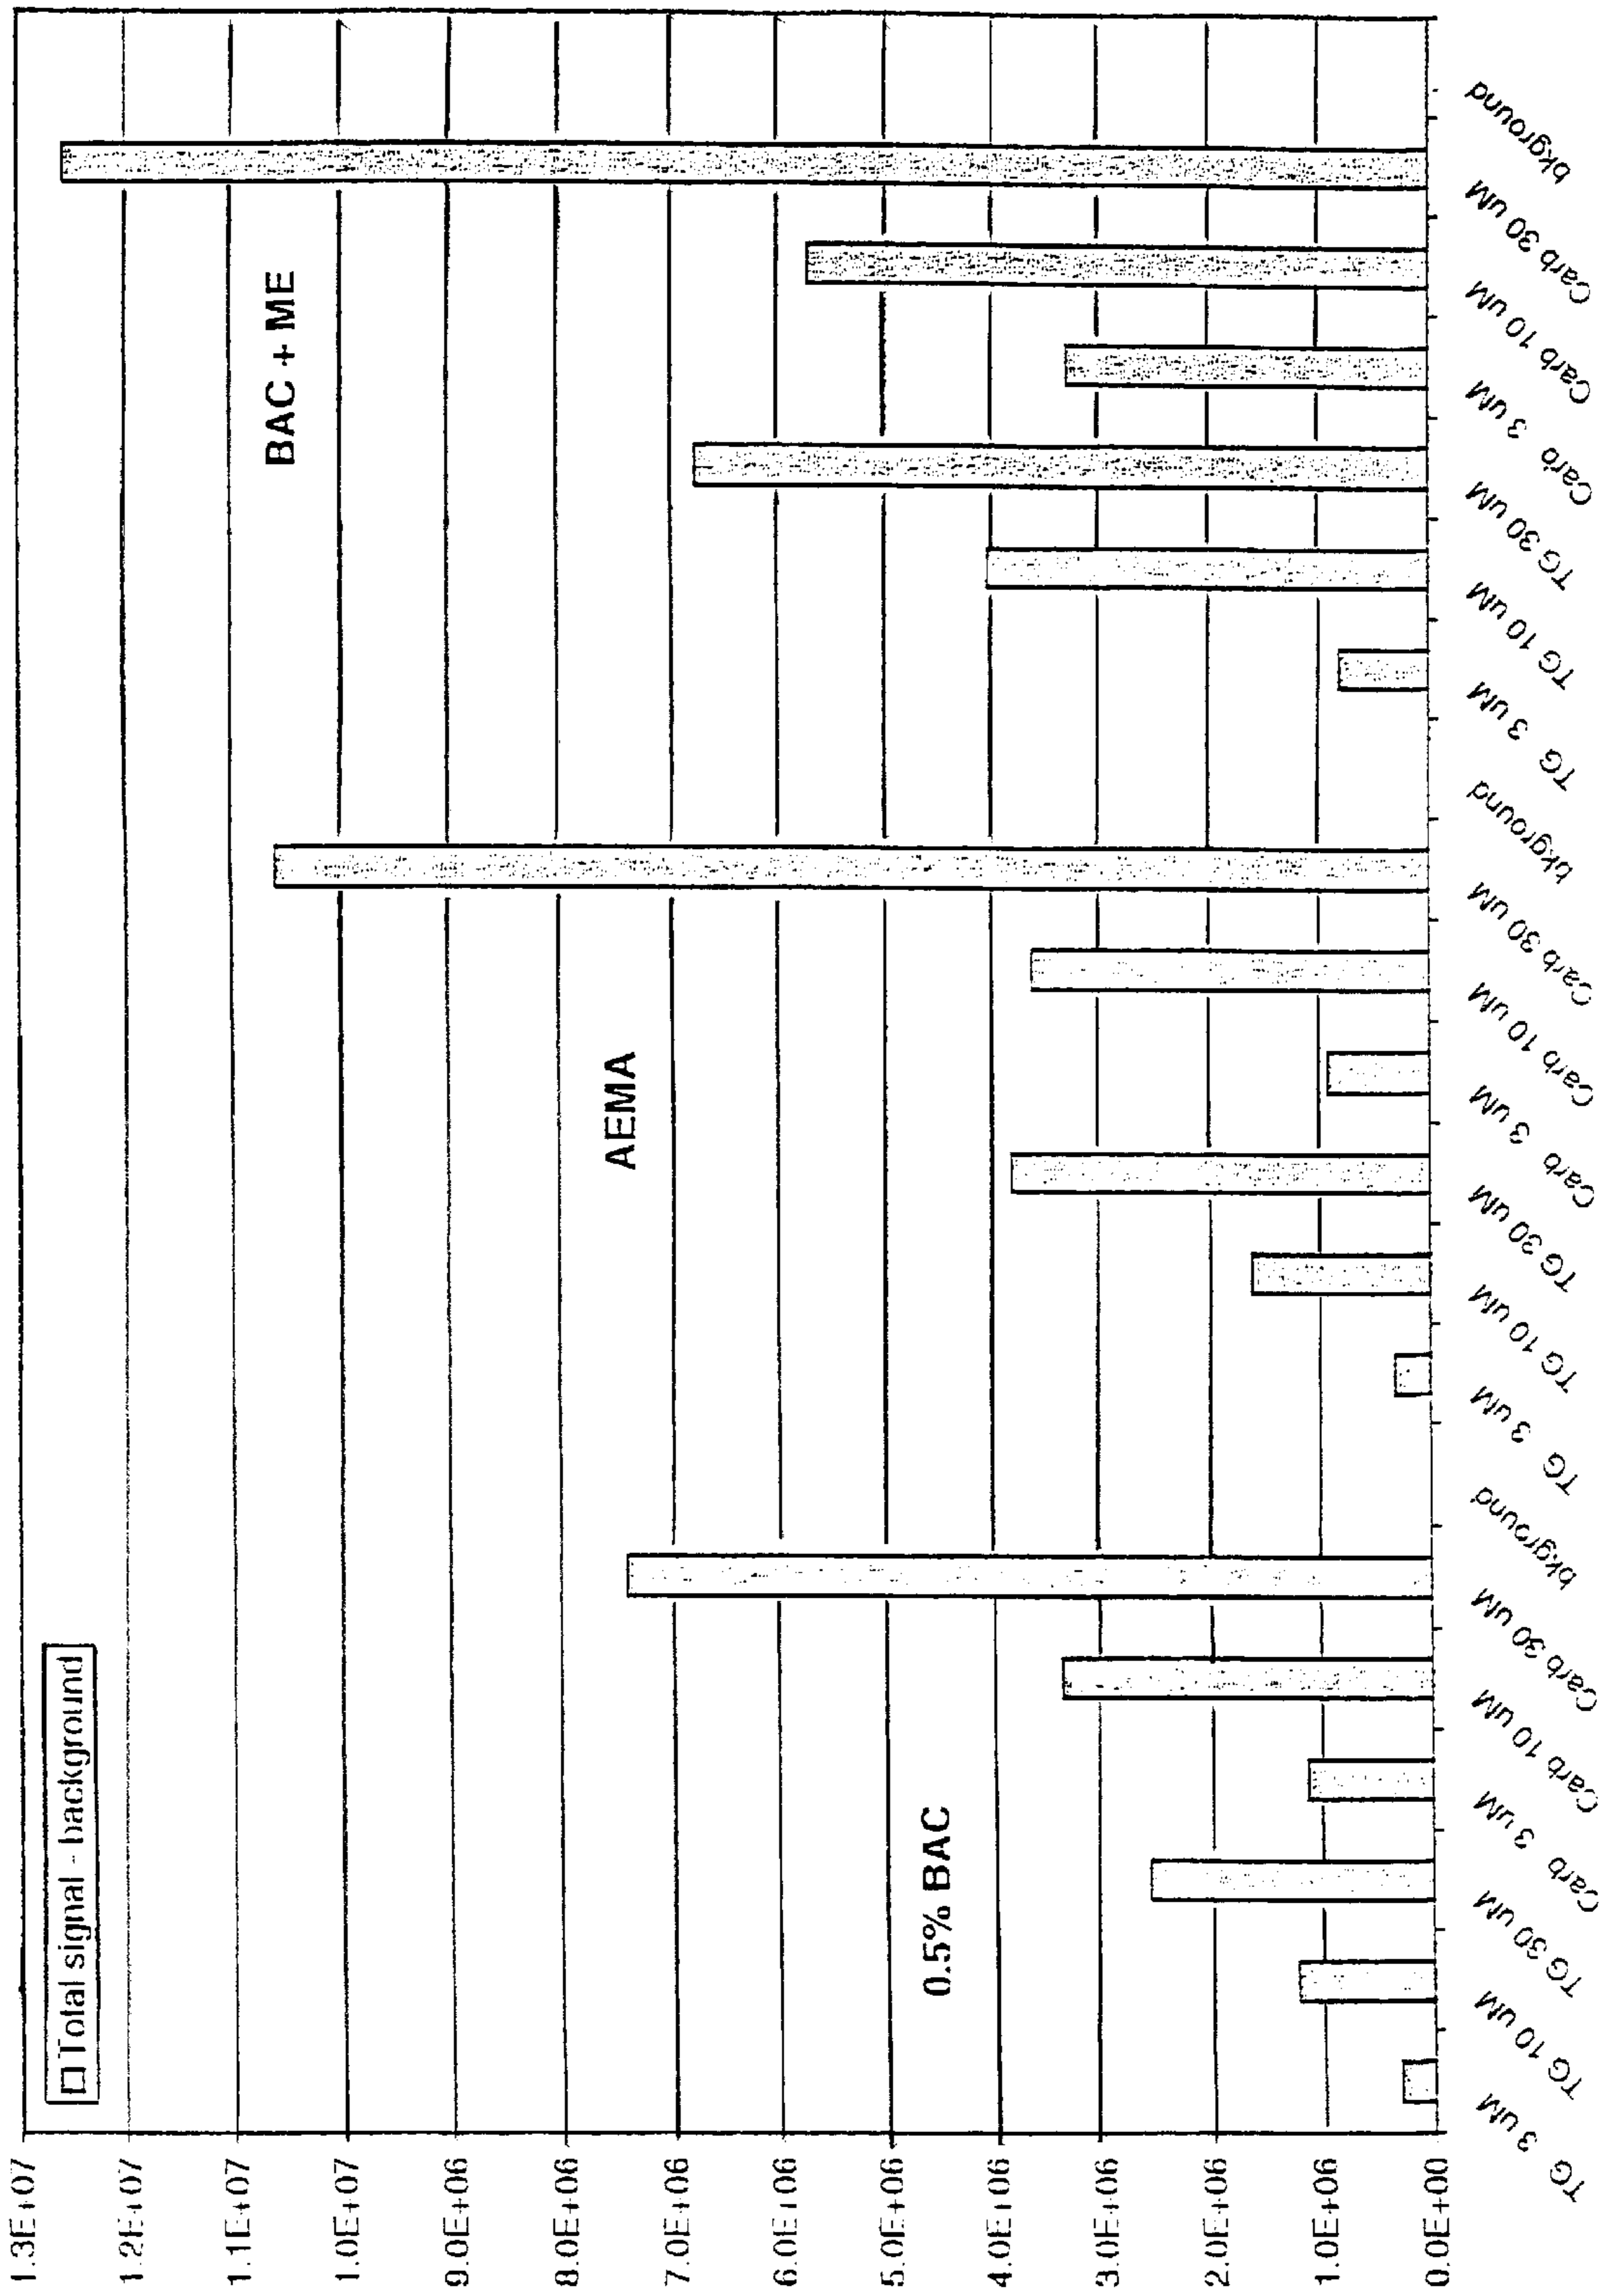 Total signal - background
1.3E+07
1.2E+07
1.1E+07
1.0E+07
9.0E+06
8.0E+06
7.0E+06
6.0E+06
5.0E+06
4.0E+06
3.0E+06
2.0E+06
1.0E+06
0.0E+00
0.5% BAC
AEMA
BAC + ME
TG 3 uM
TG 10 uM
TG 30 uM
Carb 3 uM
Carb 10 uM
Carb 30 uM
bkground
TG 3 uM
TG 10 uM
TG 30 uM
Carb 3 uM
Carb 10 uM
Carb 30 uM
bkground
TG 3 uM
TG 10 uM
TG 30 uM
Carb 3 uM
Carb 10 uM
Carb 30 uM
bkground